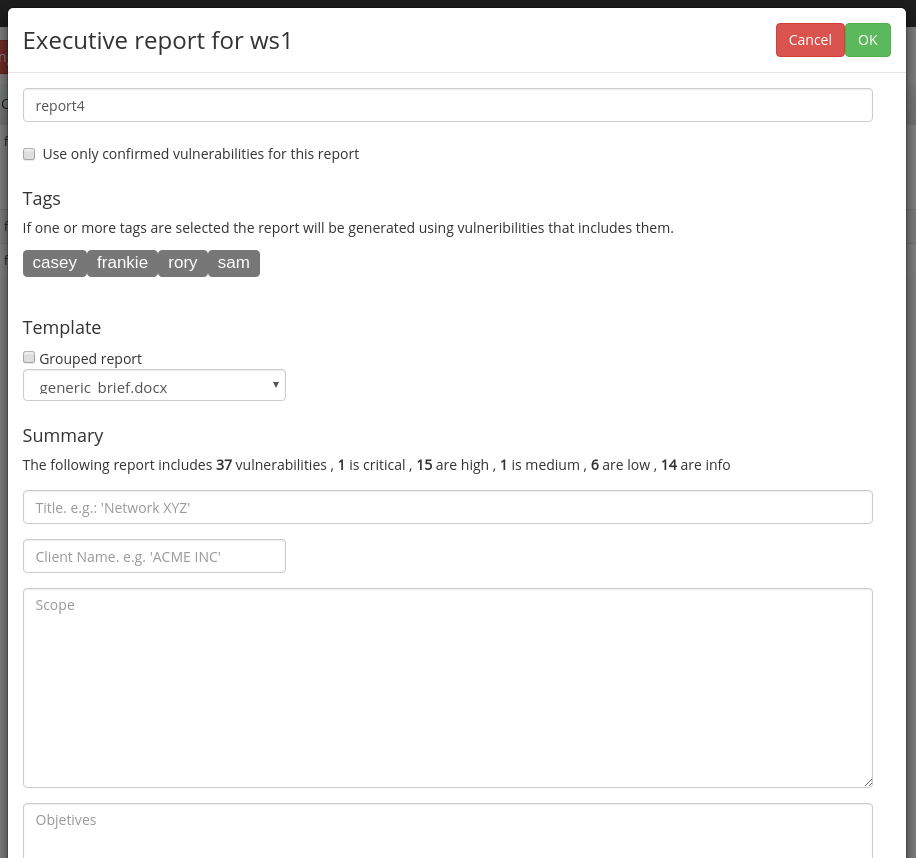 Executive report for ws1
Cancel
OK
report4
Use only confirmed vulnerabilities for this report
Tags
If one or more tags are selected the report will be generated using vulneribilities that includes them.
casey frankie rory sam
Template
Grouped report
generic_brief.docx
Summary
The following report includes 37 vulnerabilities , 1 is critical , 15 are high , 1 is medium , 6 are low , 14 are info
Title. e.g.: 'Network XYZ'
Client Name. e.g. 'ACME INC'
Scope
Objetives